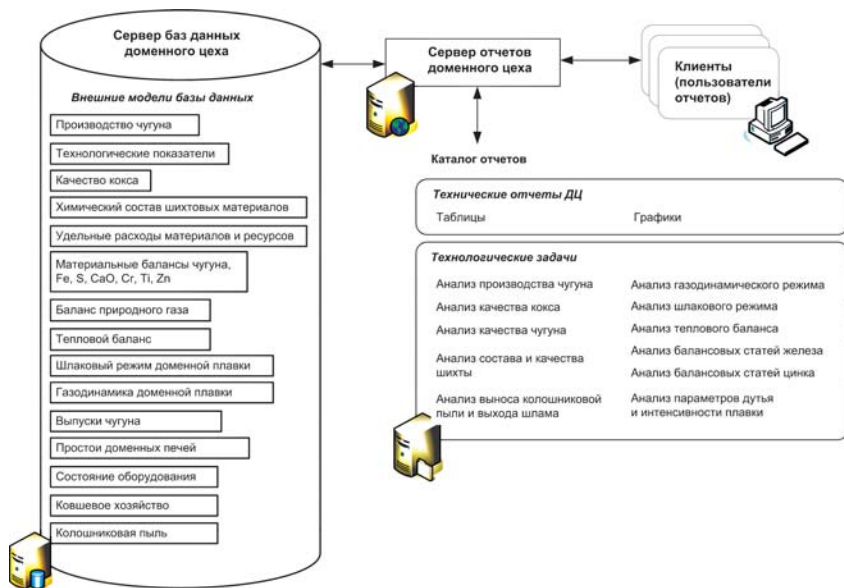 Сервер баз данных
доменного цеха
Внешние модели базы данных
Производство чугуна
Технологические показатели
Качество кокса
Химический состав шихтовых материалов
Удельные расходы материалов и ресурсов
Материальные балансы чугуна,
Fe, S, CaO, Cr, Ti, Zn
Баланс природного газа
Тепловой баланс
Шлаковый режим доменной плавки
Газодинамика доменной плавки
Выпуски чугуна
Простои доменных печей
Состояние оборудования
Ковшевое хозяйство
Колошниковая пыль
Сервер отчетов
доменного цеха
Клиенты
(пользователи
отчетов)
Каталог отчетов
Технические отчеты ДЦ
Таблицы
Графики
Технологические задачи
Анализ производства чугуна
Анализ качества кокса
Анализ качества чугуна
Анализ состава и качества
шихты
Анализ выноса колошниковой
пыли и выхода шлама
Анализ газодинамического режима
Анализ шлакового режима
Анализ теплового баланса
Анализ балансовых статей железа
Анализ балансовых статей цинка
Анализ параметров дутья
и интенсивности плавки